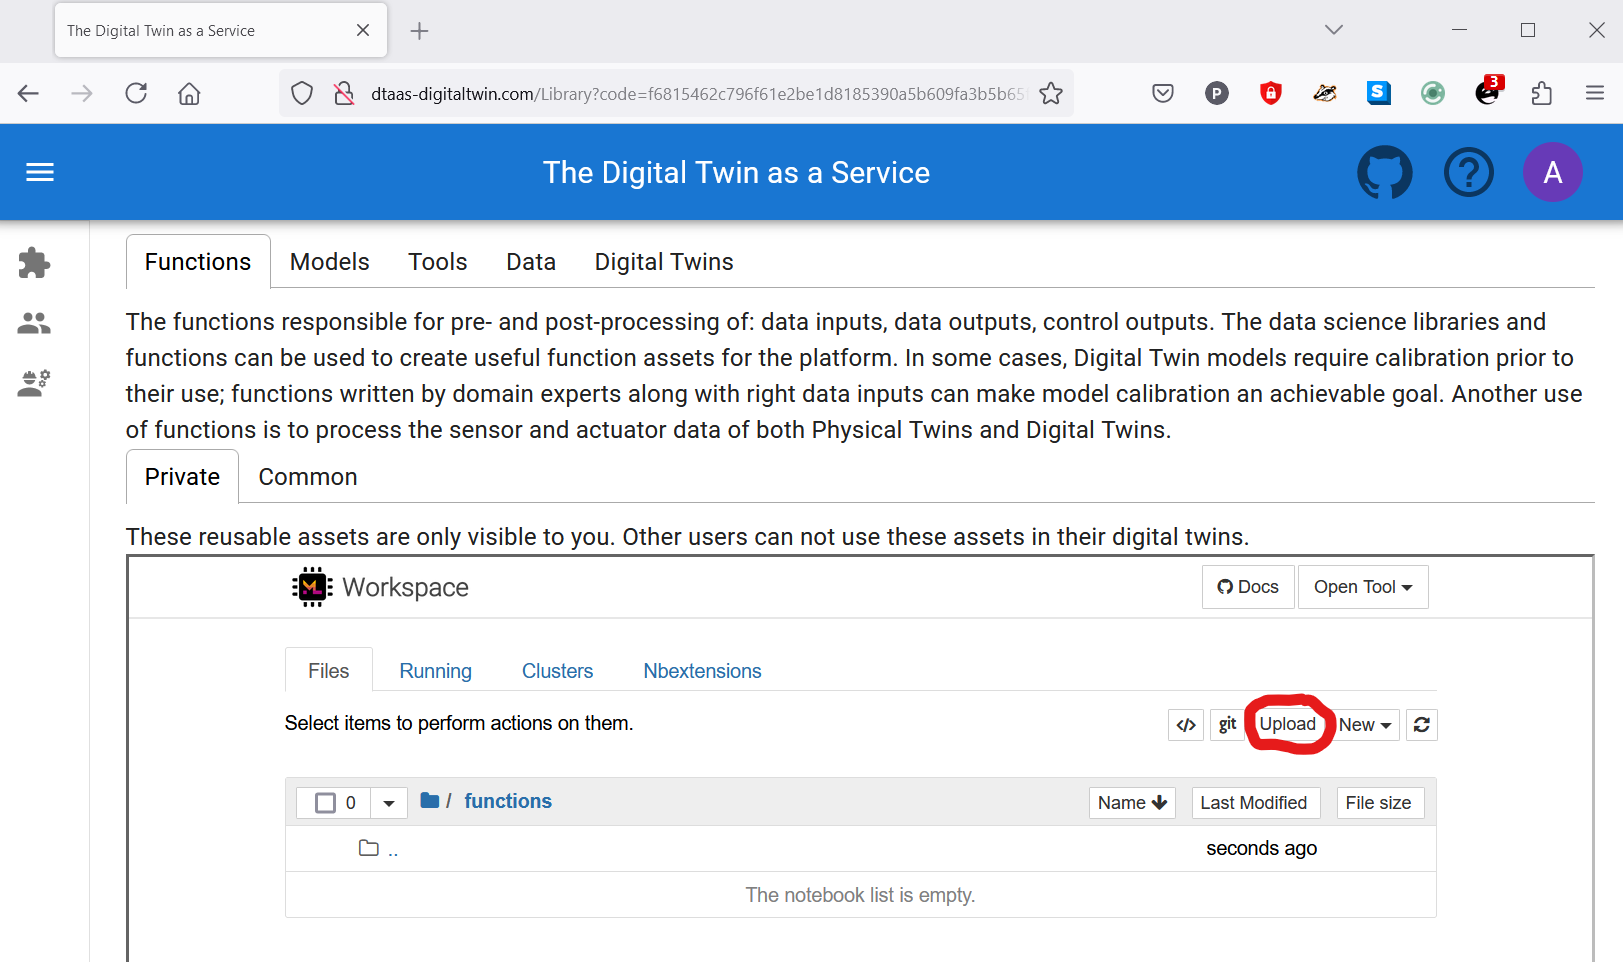 The Digital Twin as a Service
dtaas-digitaltwin.com/Library?code=f6815462c796f61e2be1d8185390a5b609fa3b5b65
P
S
3
The Digital Twin as a Service
?
A
Functions Models Tools Data Digital Twins
The functions responsible for pre- and post-processing of: data inputs, data outputs, control outputs. The data science libraries and
functions can be used to create useful function assets for the platform. In some cases, Digital Twin models require calibration prior to
their use; functions written by domain experts along with right data inputs can make model calibration an achievable goal. Another use
of functions is to process the sensor and actuator data of both Physical Twins and Digital Twins.
Private Common
These reusable assets are only visible to you. Other users can not use these assets in their digital twins.
ML Workspace Docs Open Tool
Files Running Clusters Nbextensions
Select items to perform actions on them. </> git Upload New
0 / functions Name Last Modified File size
.. seconds ago
The notebook list is empty.